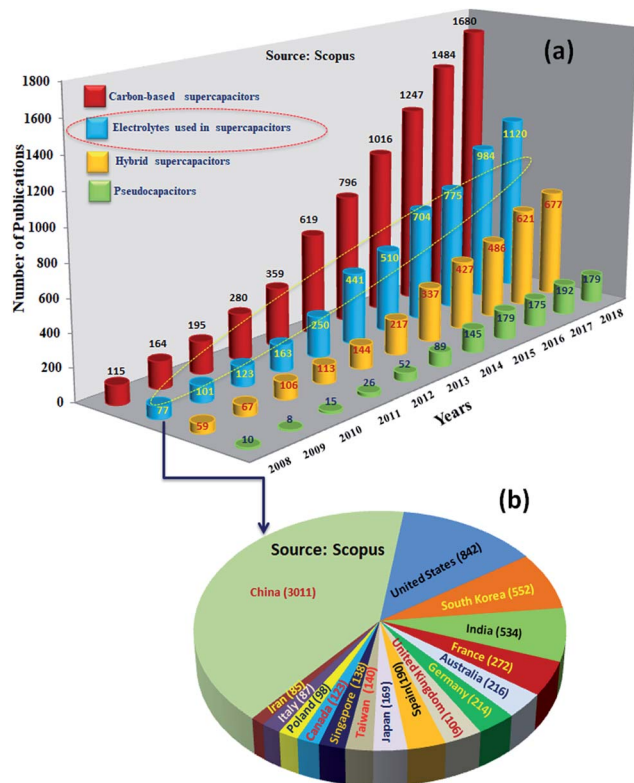 1680
1484
Source: Scopus
(a)
1247
1800
1600
1400
1200
1000
800
600
400
200
0
Number of Publications
Carbon-based supercapacitors
Electrolytes used in supercapacitors
Hybrid supercapacitors
Pseudocapacitors
115
164
195
280
359
619
796
1016
77
101
123
163
250
441
510
704
775
984
1120
59
67
106
113
144
217
337
427
486
621
677
10
8
15
26
52
89
145
179
175
192
179
2008
2009
2010
2011
2012
2013
2014
2015
2016
2017
2018
Years
(b)
Source: Scopus
China (3011)
United States (842)
South Korea (552)
India (534)
France (272)
Australia (216)
Germany (214)
United Kingdom (106)
Spain (190)
Japan (169)
Taiwan (140)
Singapore (138)
Canada (123)
Poland (98)
Italy (87)
Iran (85)